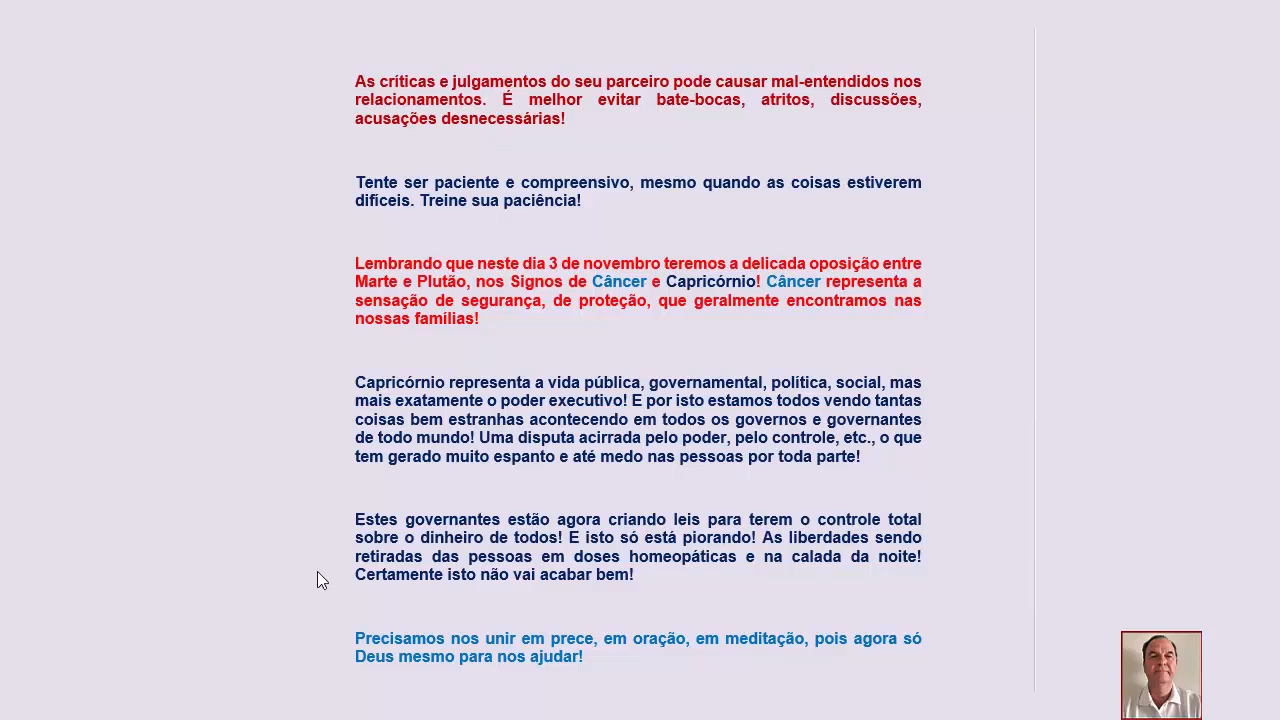 As críticas e julgamentos do seu parceiro pode causar mal-entendidos nos
relacionamentos. É melhor evitar bate-bocas, atritos, discussões,
acusações desnecessárias!
Tente ser paciente e compreensivo, mesmo quando as coisas estiverem
difíceis. Treine sua paciência!
Lembrando que neste dia 3 de novembro teremos a delicada oposição entre
Marte e Plutão, nos Signos de Câncer e Capricórnio! Câncer representa a
sensação de segurança, de proteção, que geralmente encontramos nas
nossas famílias!
Capricórnio representa a vida pública, governamental, política, social, mas
mais exatamente o poder executivo! E por isto estamos todos vendo tantas
coisas bem estranhas acontecendo em todos os governos e governantes
de todo mundo! Uma disputa acirrada pelo poder, pelo controle, etc., o que
tem gerado muito espanto e até medo nas pessoas por toda parte!
Estes governantes estão agora criando leis para terem o controle total
sobre o dinheiro de todos! E isto só está piorando! As liberdades sendo
retiradas das pessoas em doses homeopáticas e na calada da noite!
Certamente isto não vai acabar bem!
Precisamos nos unir em prece, em oração, em meditação, pois agora só
Deus mesmo para nos ajudar!